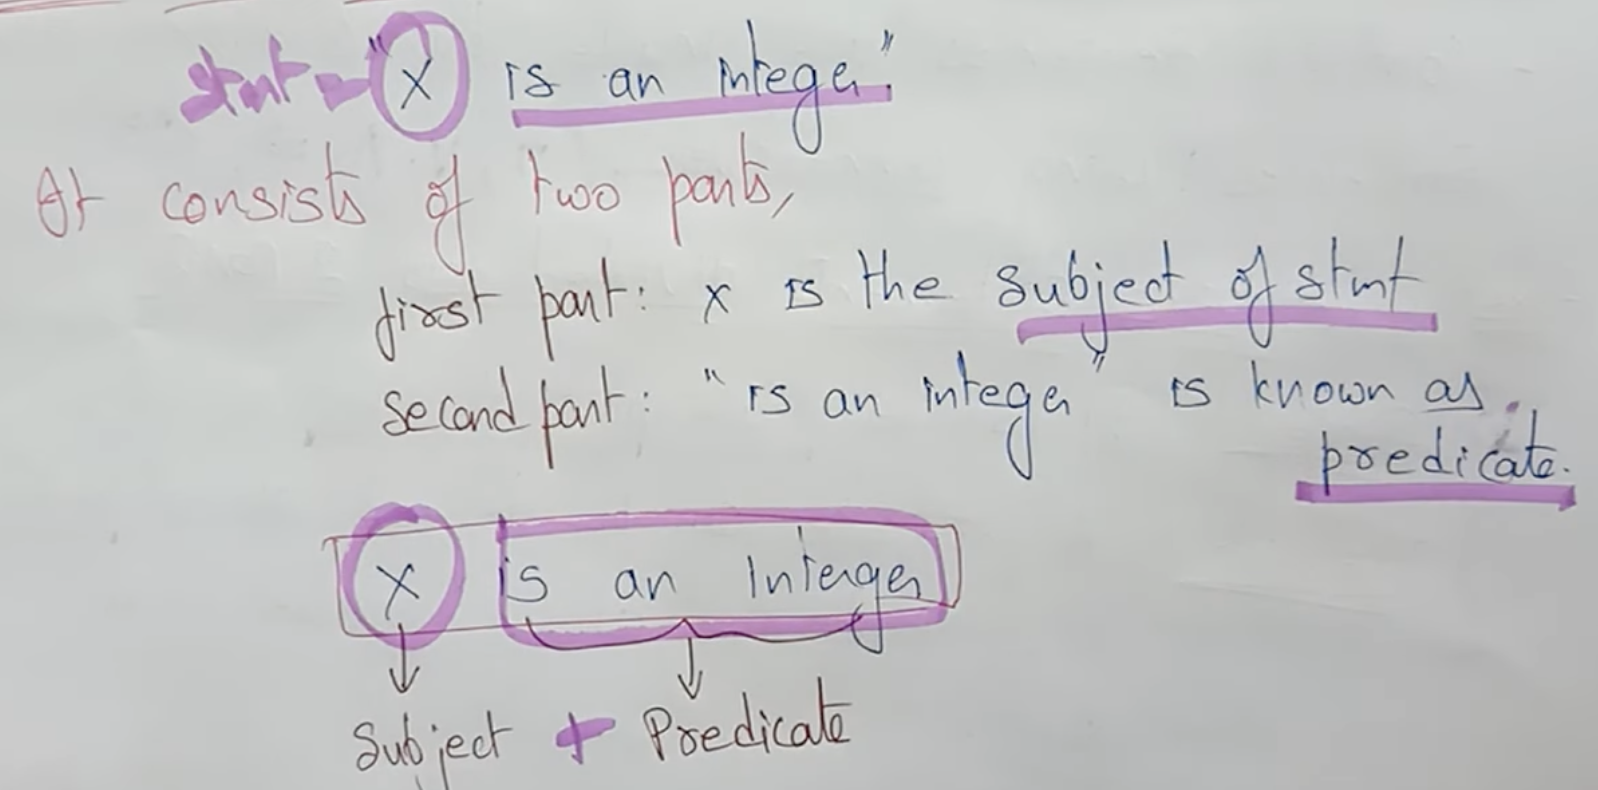 stmt - "x is an integer."
It consists of two parts,
first part: x is the subject of stmt
second part: "is an integer" is known as
predicate.
x is an Interger
Subject + Predicate